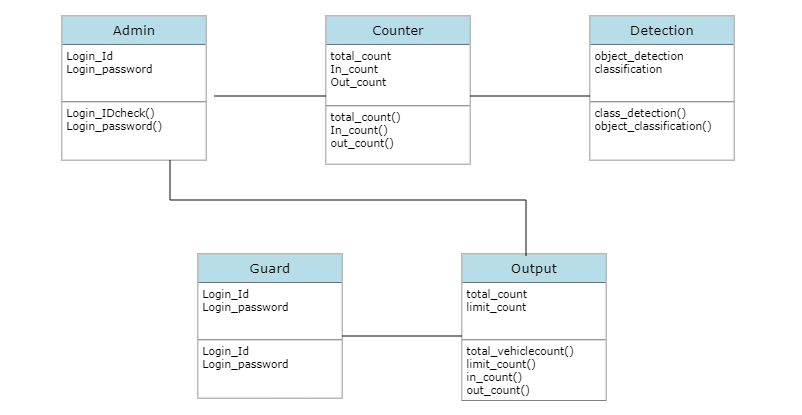 Admin
Login_Id
Login_password
Login_IDcheck()
Login_password()
Counter
total_count
In_count
Out_count
total_count()
In_count()
out_count()
Detection
object_detection
classification
class_detection()
object_classification()
Guard
Login_Id
Login_password
Login_Id
Login_password
Output
total_count
limit_count
total_vehiclecount()
limit_count()
in_count()
out_count()